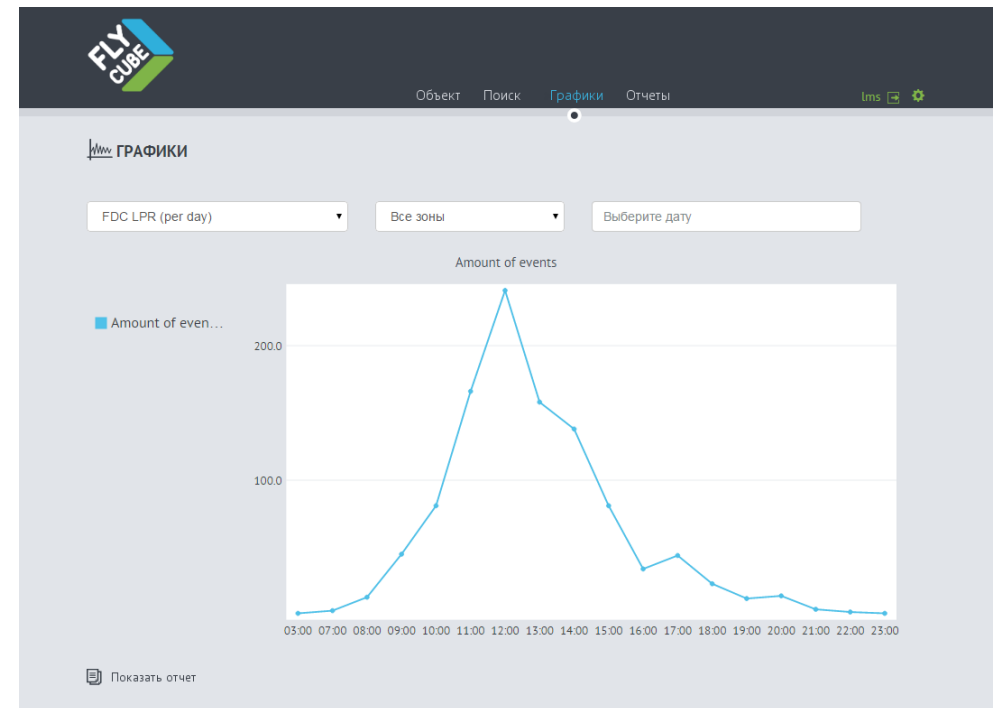 FLY
CUBE
Объект Поиск Графики Отчеты lms
ГРАФИКИ
FDC LPR (per day) Все зоны Выберите дату
Amount of events
Amount of even...
200.0
100.0
03:00 07:00 08:00 09:00 10:00 11:00 12:00 13:00 14:00 15:00 16:00 17:00 18:00 19:00 20:00 21:00 22:00 23:00
Показать отчет